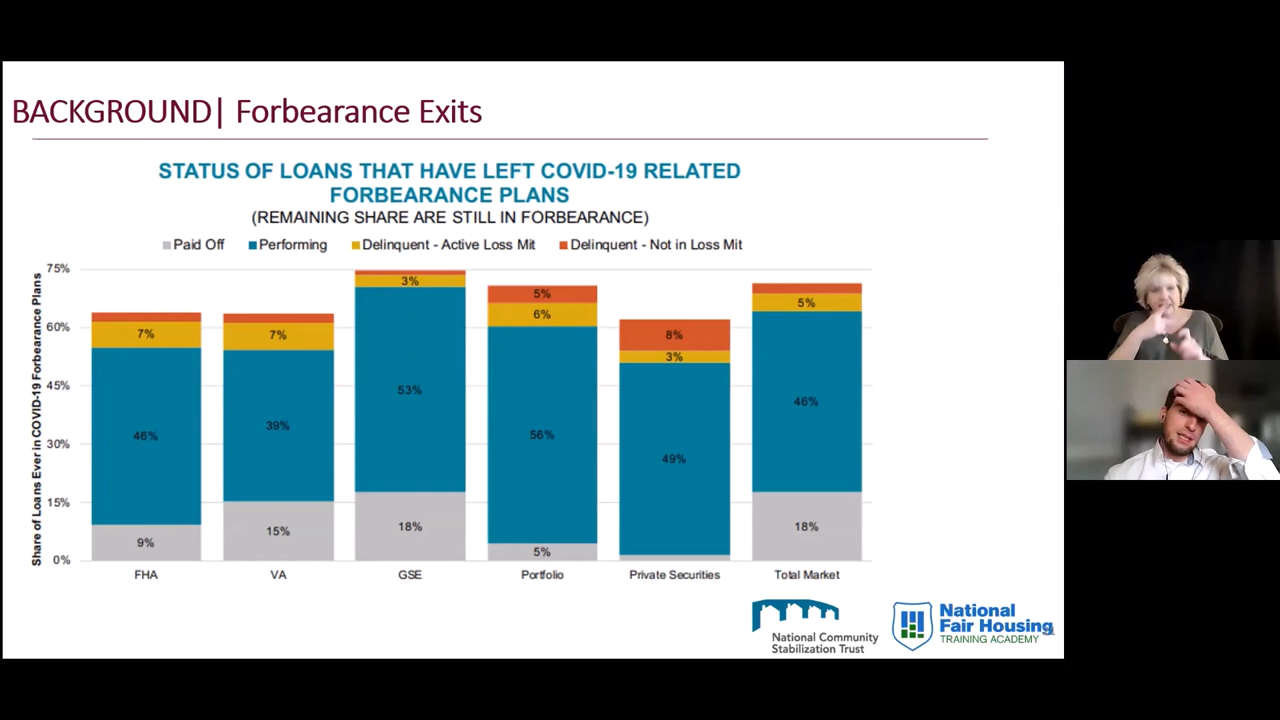 BACKGROUND| Forbearance Exits
STATUS OF LOANS THAT HAVE LEFT COVID-19 RELATED
FORBEARANCE PLANS
(REMAINING SHARE ARE STILL IN FORBEARANCE)
Paid Off Performing Delinquent - Active Loss Mit Delinquent - Not in Loss Mit
Share of Loans Ever in COVID-19 Forbearance Plans
75%
60%
45%
30%
15%
0%
7%
46%
9%
7%
39%
15%
3%
53%
18%
5%
6%
56%
5%
8%
3%
49%
5%
46%
18%
FHA VA GSE Portfolio Private Securities Total Market
National Community
Stabilization Trust
National
Fair Housing
TRAINING ACADEMY